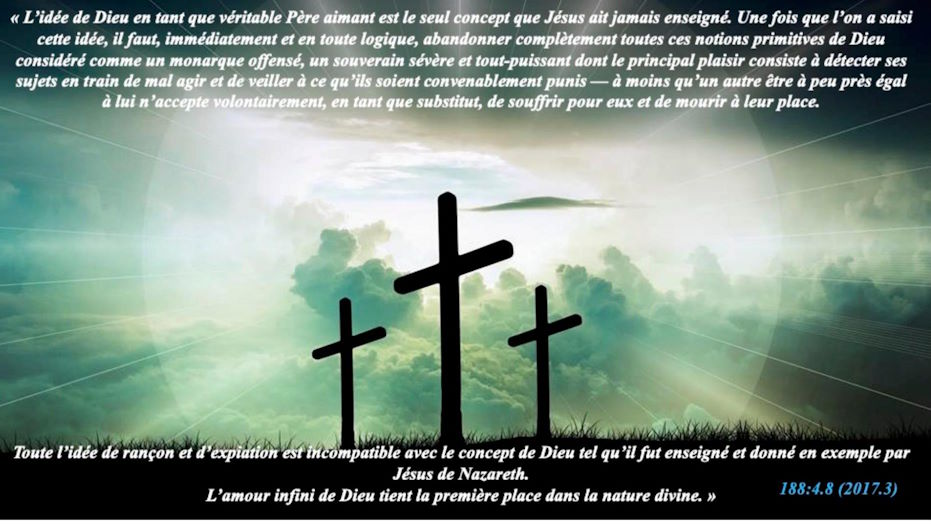 « L’idée de Dieu en tant que véritable Père aimant est le seul concept que Jésus ait jamais enseigné. Une fois que l’on a saisi
cette idée, il faut, immédiatement et en toute logique, abandonner complètement toutes ces notions primitives de Dieu
considéré comme un monarque offensé, un souverain sévère et tout-puissant dont le principal plaisir consiste à détecter ses
sujets en train de mal agir et de veiller à ce qu’ils soient convenablement punis — à moins qu’un autre être à peu près égal
à lui n’accepte volontairement, en tant que substitut, de souffrir pour eux et de mourir à leur place.
Toute l’idée de rançon et d’expiation est incompatible avec le concept de Dieu tel qu’il fut enseigné et donné en exemple par
Jésus de Nazareth.
L’amour infini de Dieu tient la première place dans la nature divine. »
188:4.8 (2017.3)